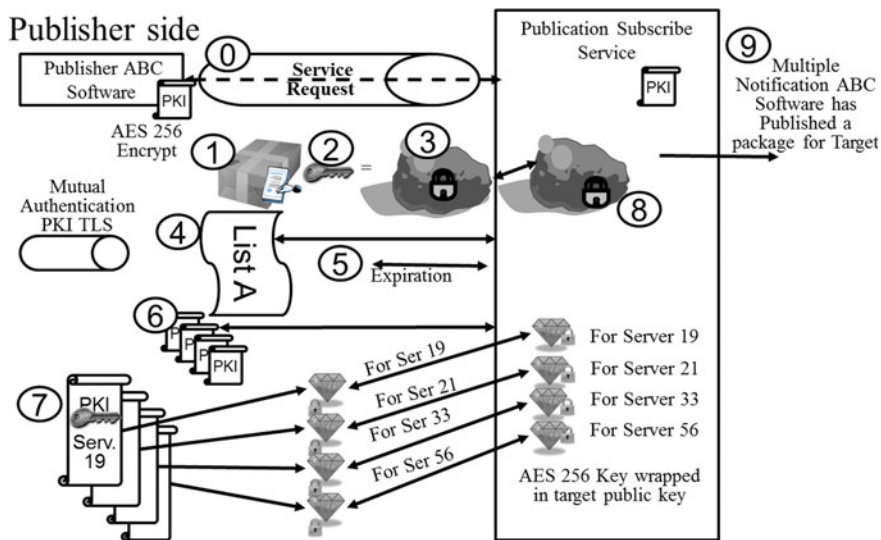 Publisher side
0
Publication Subscribe
Service
9
Publisher ABC
Software
PKI
Service
Request
PKI
Multiple
Notification ABC
Software has
Published a
package for Target
AES 256
Encrypt
1
2
=
3
8
Mutual
Authentication
PKI TLS
4
List A
5
Expiration
6
P
P
P
PKI
For Ser 19
For Server 19
For Ser 21
For Server 21
For Ser 33
For Server 33
For Ser 56
For Server 56
7
PKI
Serv.
19
AES 256 Key wrapped
in target public key